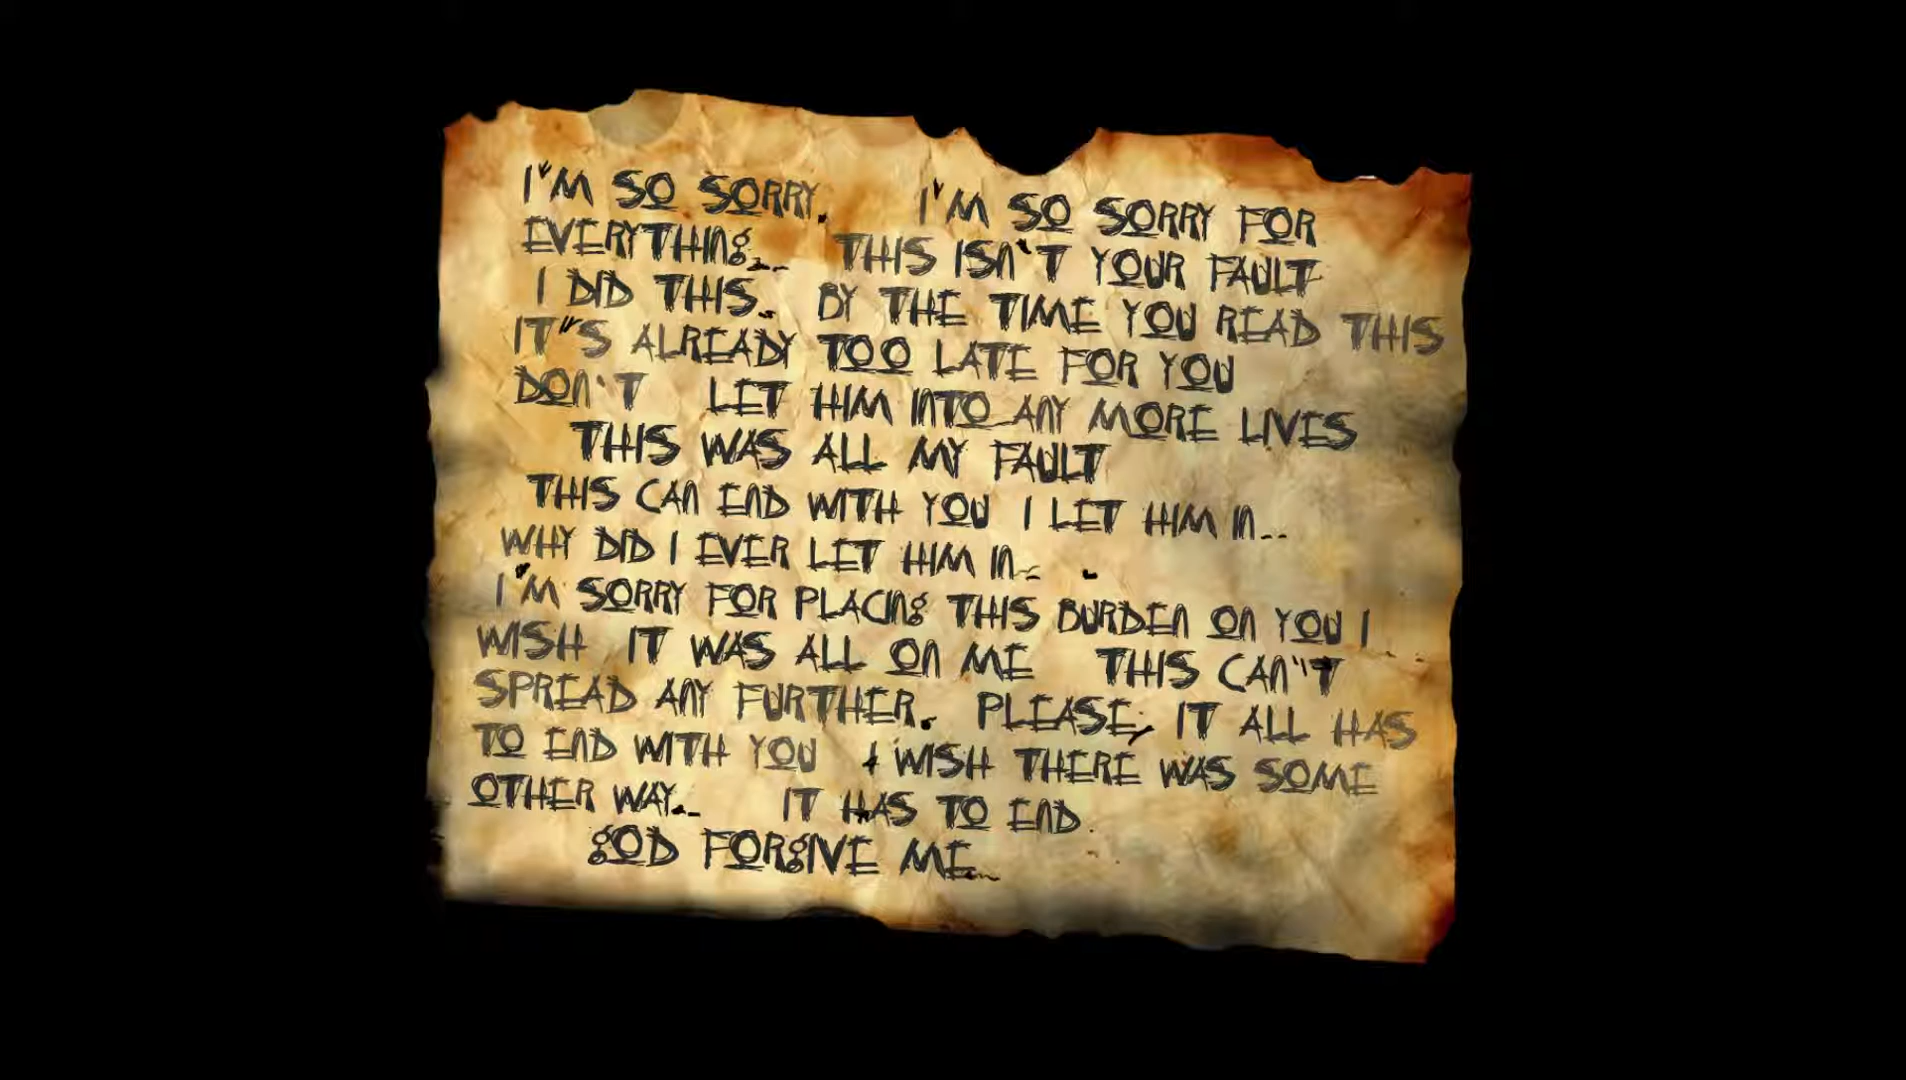 I'M SO SORRY. I'M SO SORRY FOR
EVERYTHING... THIS ISN'T YOUR FAULT
I DID THIS.. BY THE TIME YOU READ THIS
IT"S ALREADY TOO LATE FOR YOU
DON'T LET HIM INTO ANY MORE LIVES
THIS WAS ALL MY FAULT
THIS CAN END WITH YOU I LET HIM IN...
WHY DID I EVER LET HIM IN...
I'M SORRY FOR PLACING THIS BURDEN ON YOU I
WISH IT WAS ALL ON ME THIS CAN'T
SPREAD ANY FURTHER. PLEASE, IT ALL HAS
TO END WITH YOU I WISH THERE WAS SOME
OTHER WAY... IT HAS TO END.
GOD FORGIVE ME...